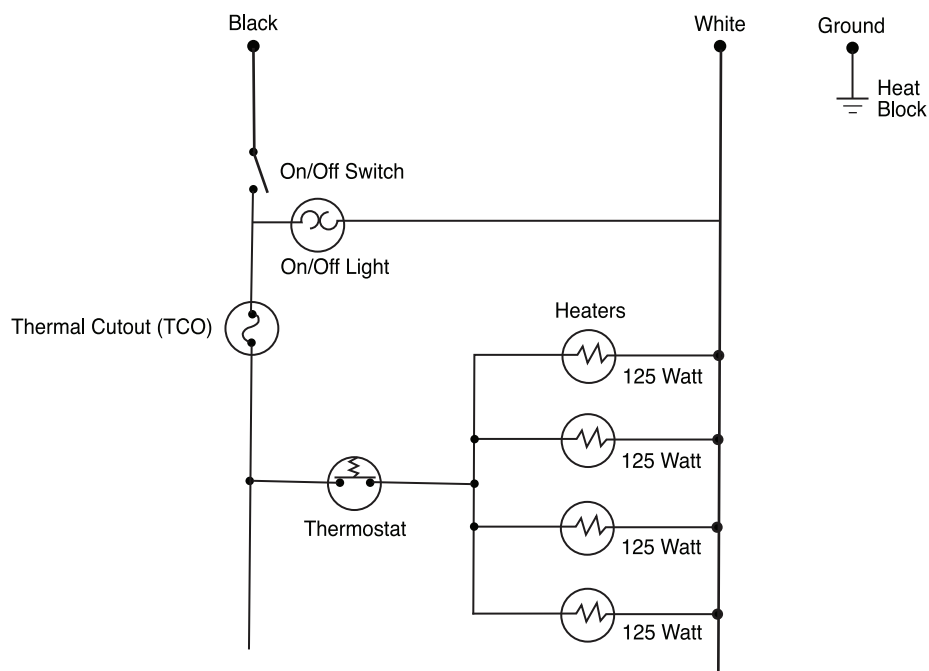 Black
White
Ground
Heat
Block
On/Off Switch
On/Off Light
Thermal Cutout (TCO)
Heaters
125 Watt
125 Watt
Thermostat
125 Watt
125 Watt